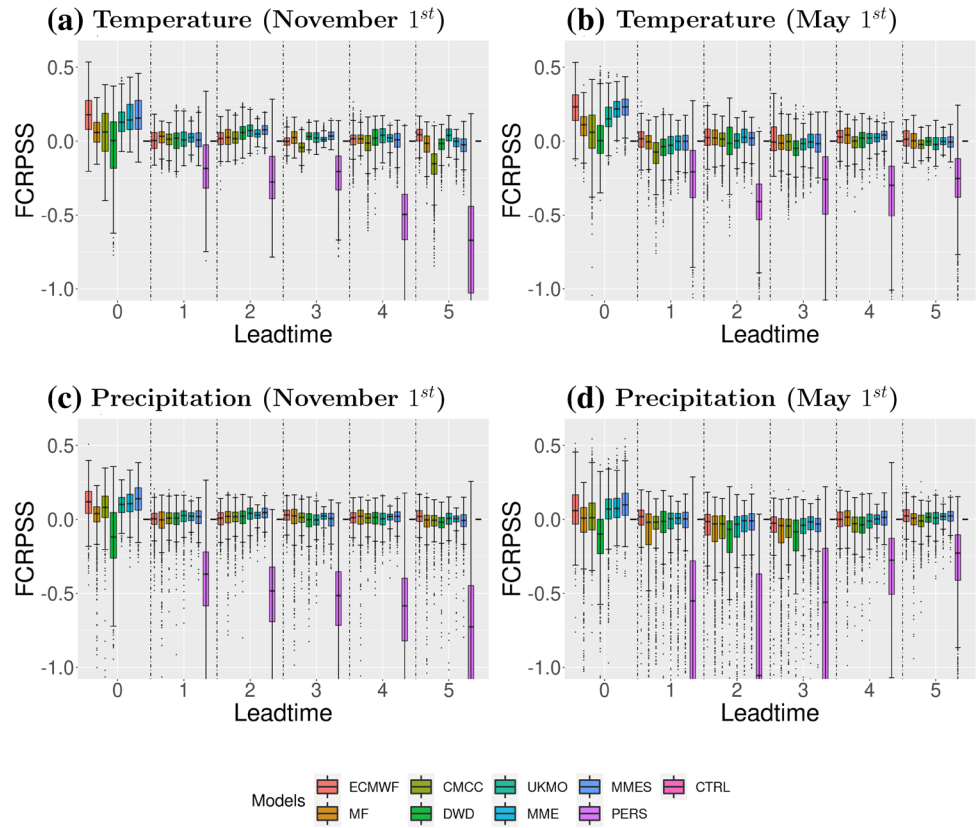 (a) Temperature (November 1st)
0.5
0.0
-0.5
-1.0
FCRPSS
0 1 2 3 4 5
Leadtime
(b) Temperature (May 1st)
0.5
0.0
-0.5
-1.0
FCRPSS
0 1 2 3 4 5
Leadtime
(c) Precipitation (November 1st)
0.5
0.0
-0.5
-1.0
FCRPSS
0 1 2 3 4 5
Leadtime
(d) Precipitation (May 1st)
0.5
0.0
-0.5
-1.0
FCRPSS
0 1 2 3 4 5
Leadtime
Models
ECMWF CMCC UKMO MMES CTRL
MF DWD MME PERS